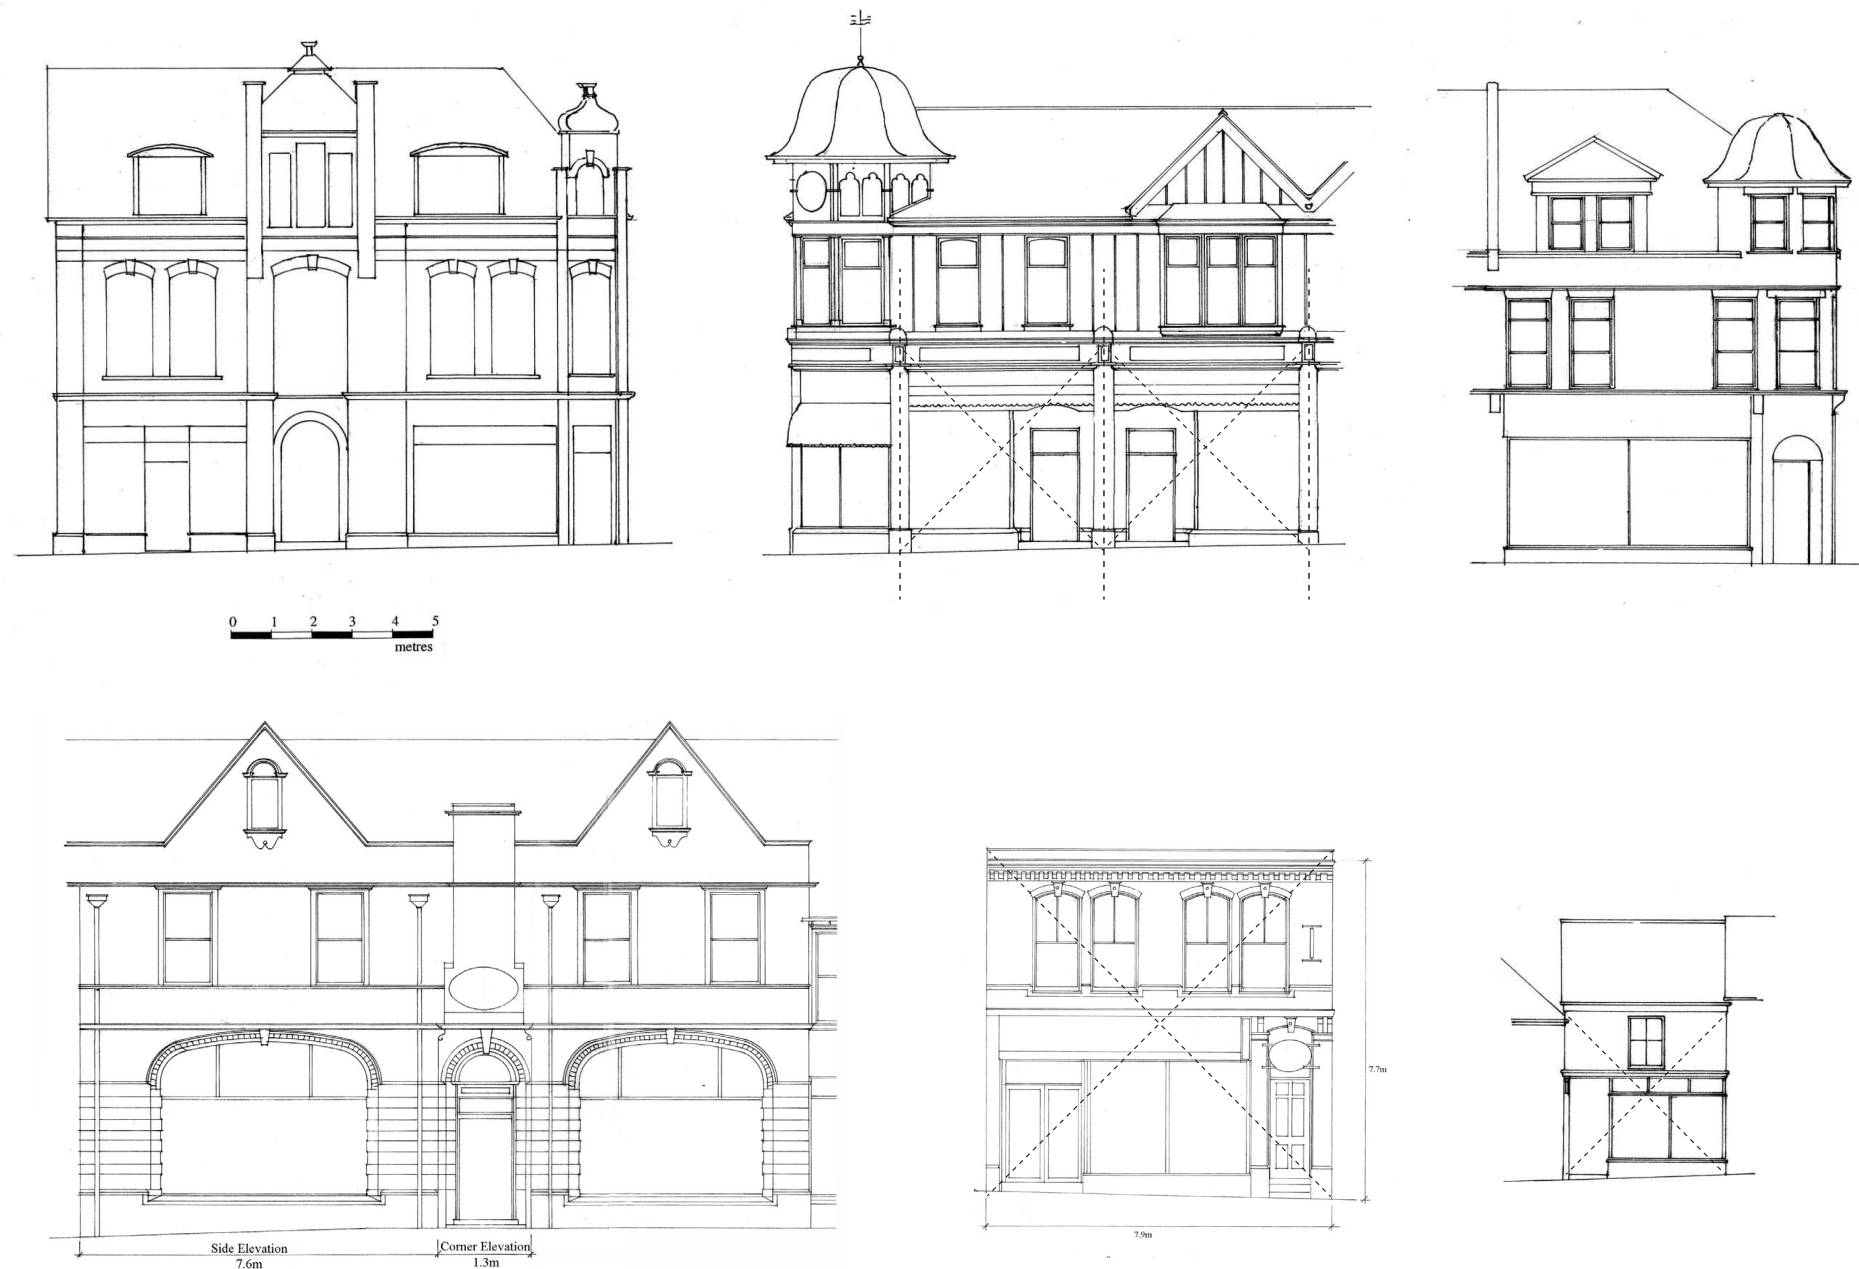 0 1 2 3 4 5
metres
7.7m
7.9m
Side Elevation
7.6m
Corner Elevation
1.3m